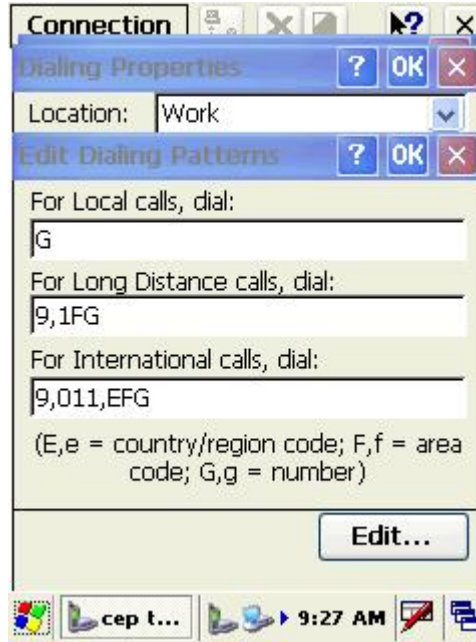 Connection
Dialing Properties ? OK ×
Location: Work
Edit Dialing Patterns ? OK ×
For Local calls, dial:
G
For Long Distance calls, dial:
9,1FG
For International calls, dial:
9,011,EFG
(E,e = country/region code; F,f = area
code; G,g = number)
Edit...
cep t... 9:27 AM